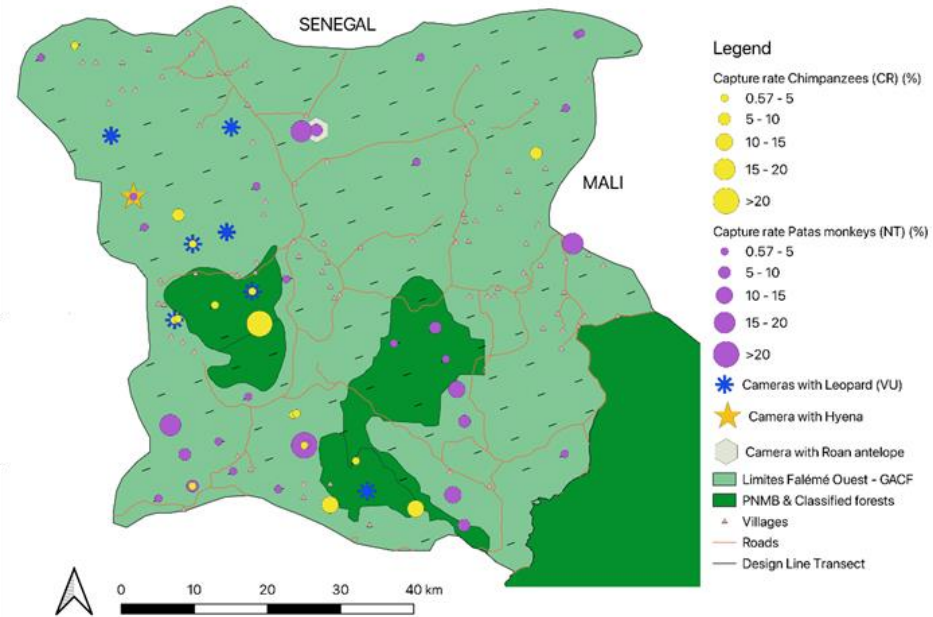 SENEGAL
MALI
Legend
Capture rate Chimpanzees (CR) (%)
0.57 - 5
5 - 10
10 - 15
15 - 20
>20
Capture rate Patas monkeys (NT) (%)
0.57 - 5
5 - 10
10 - 15
15 - 20
>20
Cameras with Leopard (VU)
Camera with Hyena
Camera with Roan antelope
Limites Falémé Ouest - GACF
PNMB & Classified forests
Villages
Roads
Design Line Transect
0 10 20 30 40 km